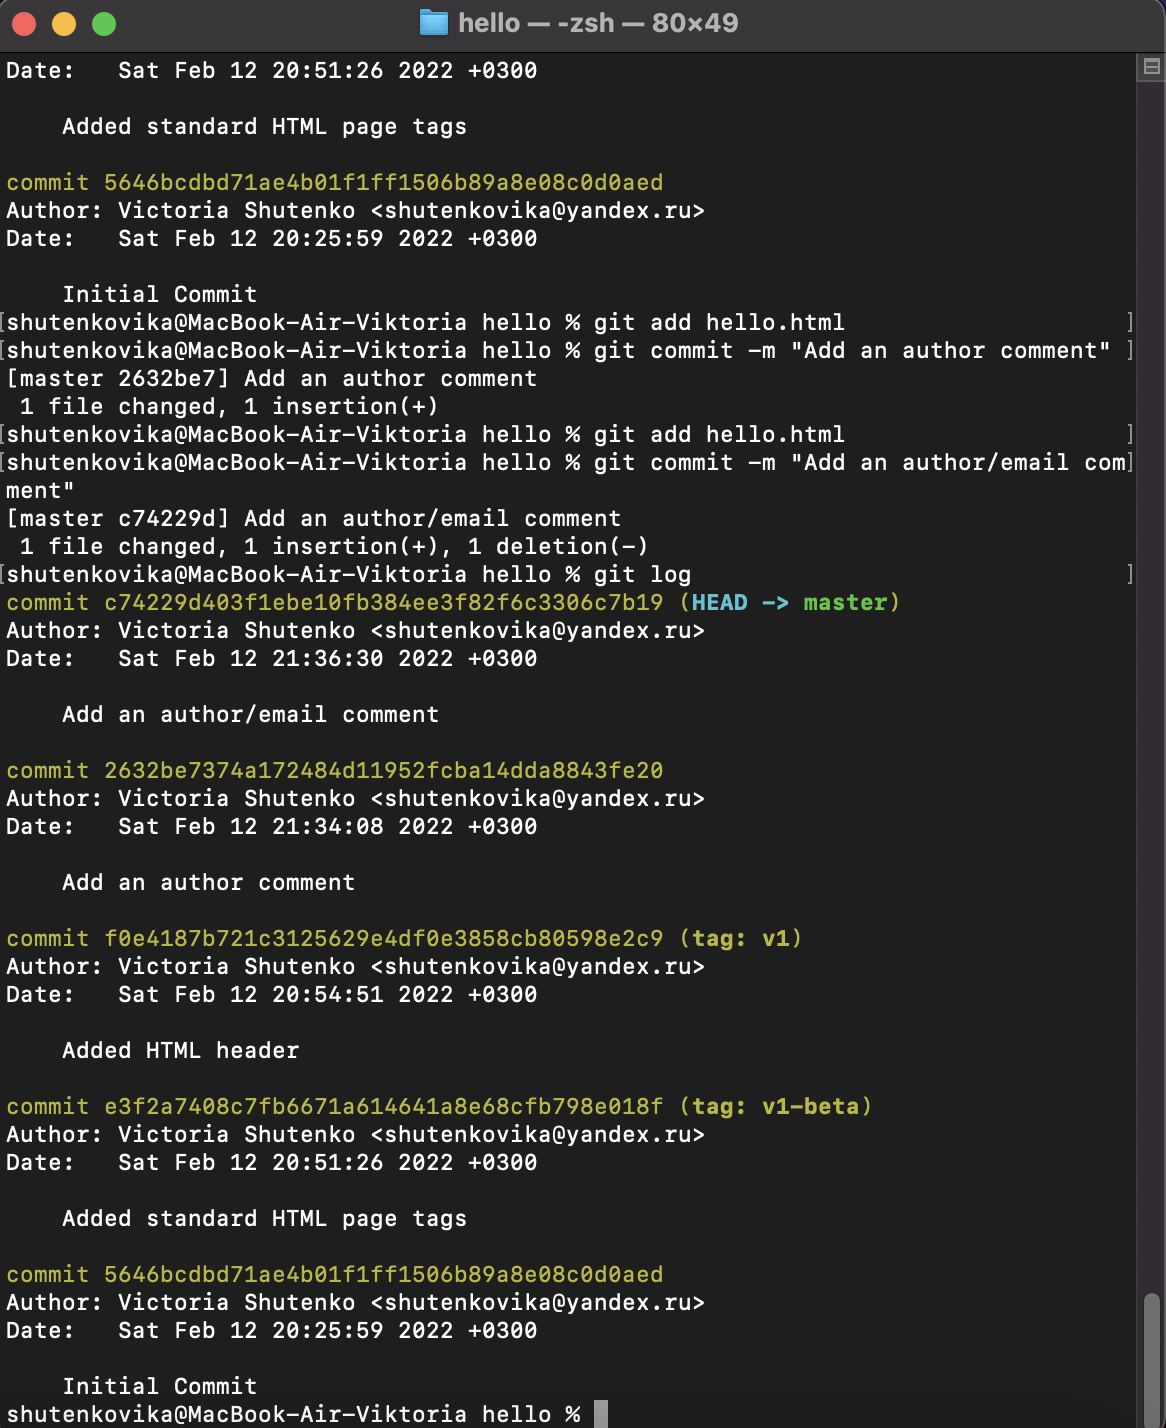 hello — -zsh — 80×49
Date:   Sat Feb 12 20:51:26 2022 +0300
    Added standard HTML page tags
commit 5646bcdbd71ae4b01f1ff1506b89a8e08c0d0aed
Author: Victoria Shutenko <shutenkovika@yandex.ru>
Date:   Sat Feb 12 20:25:59 2022 +0300
    Initial Commit
[shutenkovika@MacBook-Air-Viktoria hello % git add hello.html ]
[shutenkovika@MacBook-Air-Viktoria hello % git commit -m "Add an author comment" ]
[master 2632be7] Add an author comment
 1 file changed, 1 insertion(+)
[shutenkovika@MacBook-Air-Viktoria hello % git add hello.html ]
[shutenkovika@MacBook-Air-Viktoria hello % git commit -m "Add an author/email com]
ment"
[master c74229d] Add an author/email comment
 1 file changed, 1 insertion(+), 1 deletion(-)
[shutenkovika@MacBook-Air-Viktoria hello % git log ]
commit c74229d403f1ebe10fb384ee3f82f6c3306c7b19 (HEAD -> master)
Author: Victoria Shutenko <shutenkovika@yandex.ru>
Date:   Sat Feb 12 21:36:30 2022 +0300
    Add an author/email comment
commit 2632be7374a172484d11952fcba14dda8843fe20
Author: Victoria Shutenko <shutenkovika@yandex.ru>
Date:   Sat Feb 12 21:34:08 2022 +0300
    Add an author comment
commit f0e4187b721c3125629e4df0e3858cb80598e2c9 (tag: v1)
Author: Victoria Shutenko <shutenkovika@yandex.ru>
Date:   Sat Feb 12 20:54:51 2022 +0300
    Added HTML header
commit e3f2a7408c7fb6671a614641a8e68cfb798e018f (tag: v1-beta)
Author: Victoria Shutenko <shutenkovika@yandex.ru>
Date:   Sat Feb 12 20:51:26 2022 +0300
    Added standard HTML page tags
commit 5646bcdbd71ae4b01f1ff1506b89a8e08c0d0aed
Author: Victoria Shutenko <shutenkovika@yandex.ru>
Date:   Sat Feb 12 20:25:59 2022 +0300
    Initial Commit
shutenkovika@MacBook-Air-Viktoria hello %